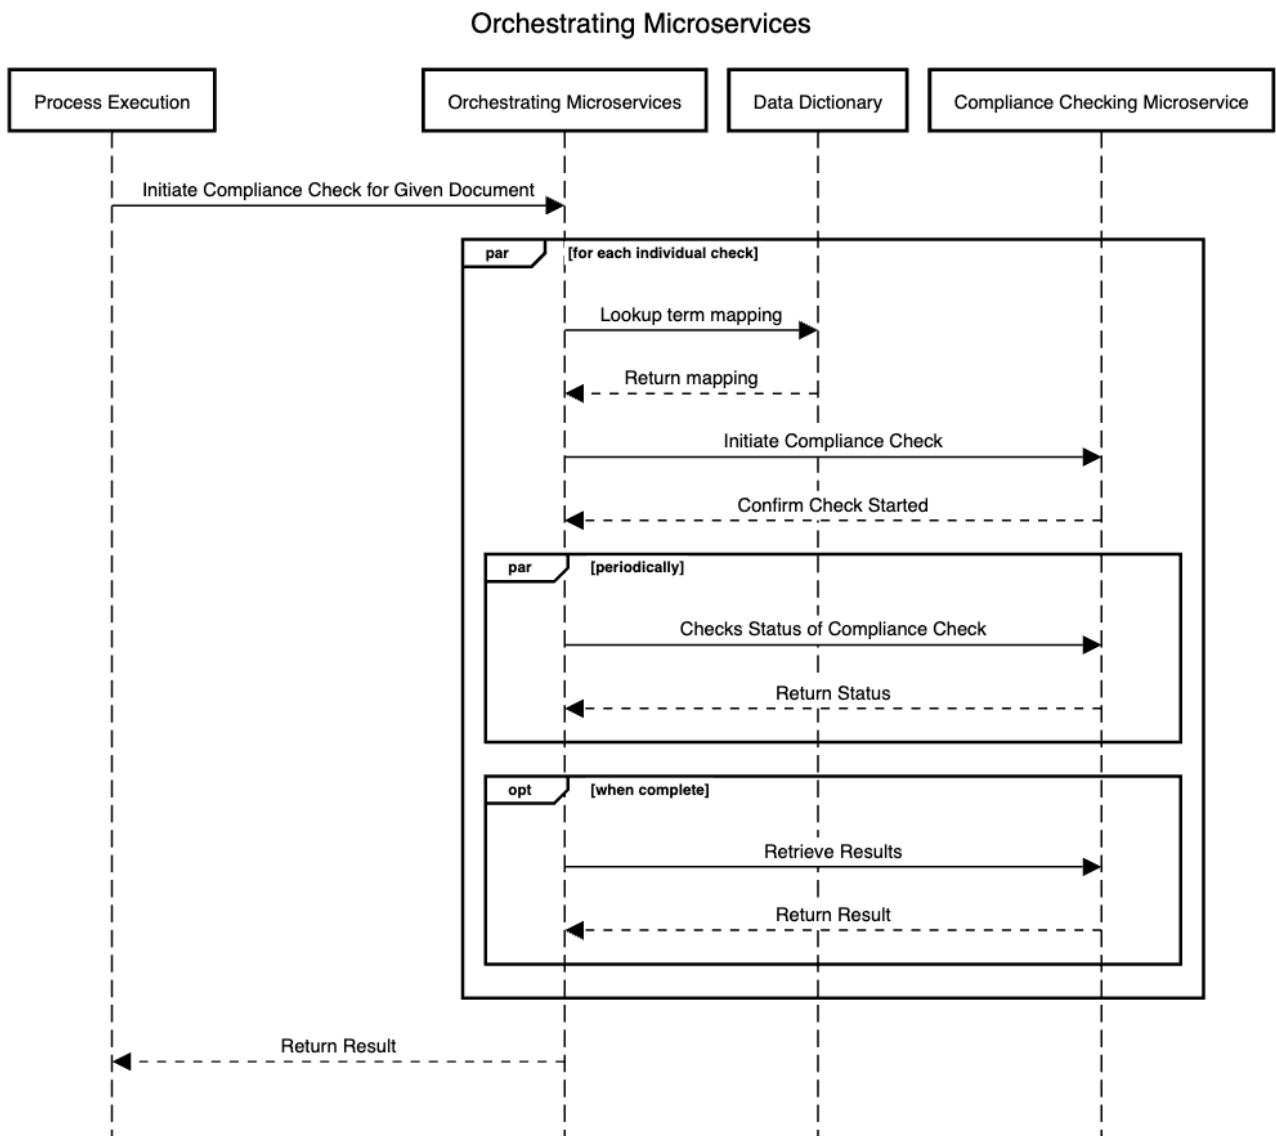 Orchestrating Microservices
Process Execution
Orchestrating Microservices
Data Dictionary
Compliance Checking Microservice
Initiate Compliance Check for Given Document
par
[for each individual check]
Lookup term mapping
Return mapping
Initiate Compliance Check
Confirm Check Started
par
[periodically]
Checks Status of Compliance Check
Return Status
opt
[when complete]
Retrieve Results
Return Result
Return Result